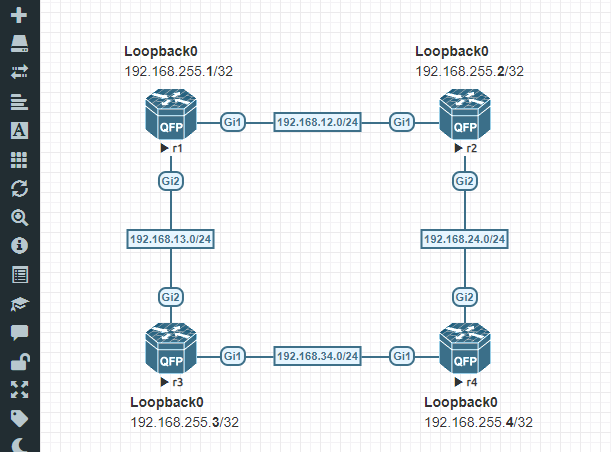 Loopback0 Loopback0
192.168.255.1/32 192.168.255.2/32
QFP Gi1 192.168.12.0/24 Gi1 QFP
r1 r2
Gi2 Gi2
192.168.13.0/24 192.168.24.0/24
Gi2 Gi2
QFP Gi1 192.168.34.0/24 Gi1 QFP
r3 r4
Loopback0 Loopback0
192.168.255.3/32 192.168.255.4/32
A